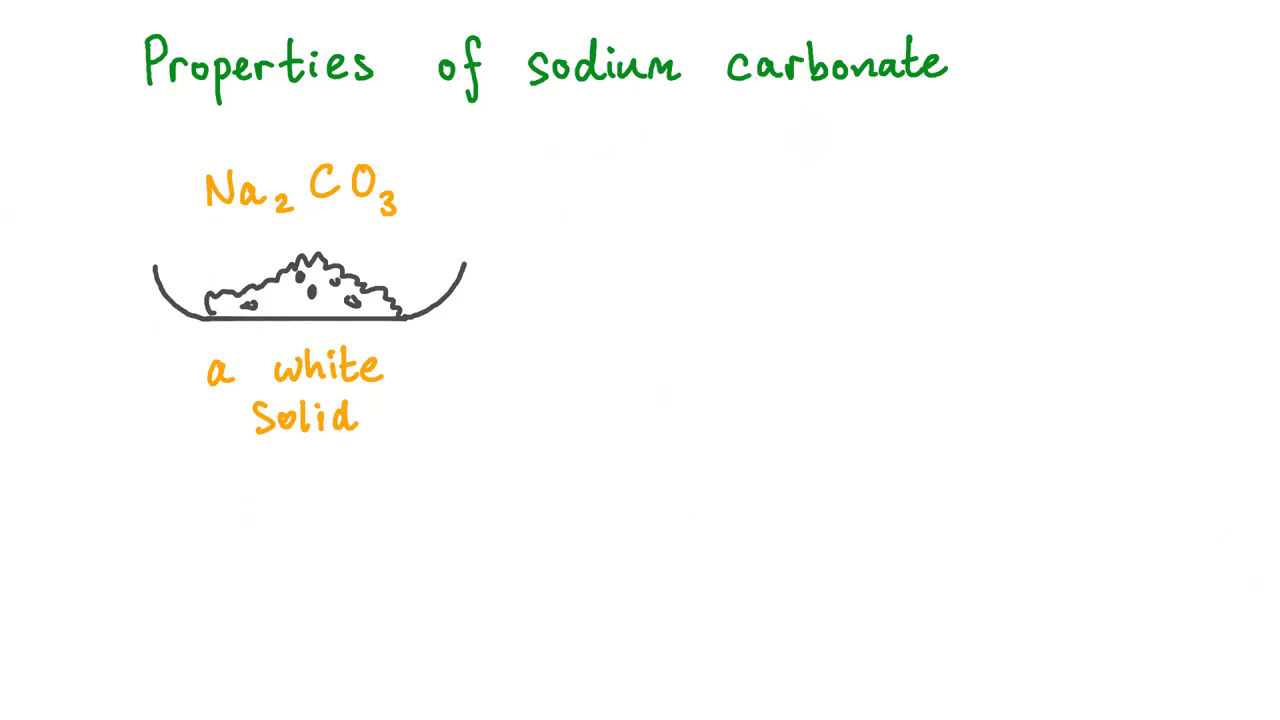 Properties of sodium carbonate
Na₂CO₃
a white
solid